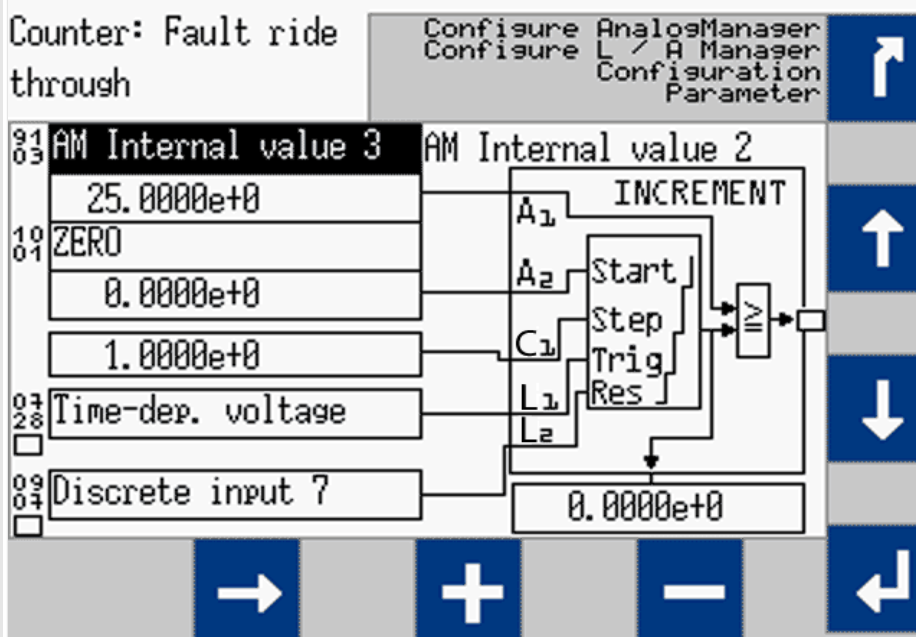 Counter: Fault ride
through
Configure AnalogManager
Configure L / A Manager
Configuration
Parameter
91
03
AM Internal value 3
AM Internal value 2
25.0000e+0
INCREMENT
A1
10
01
ZERO
A2
Start
0.0000e+0
Step
≧
C1
1.0000e+0
Trig
L1
Res
07
28
Time-dep. voltage
L2
09
07
Discrete input 7
0.0000e+0